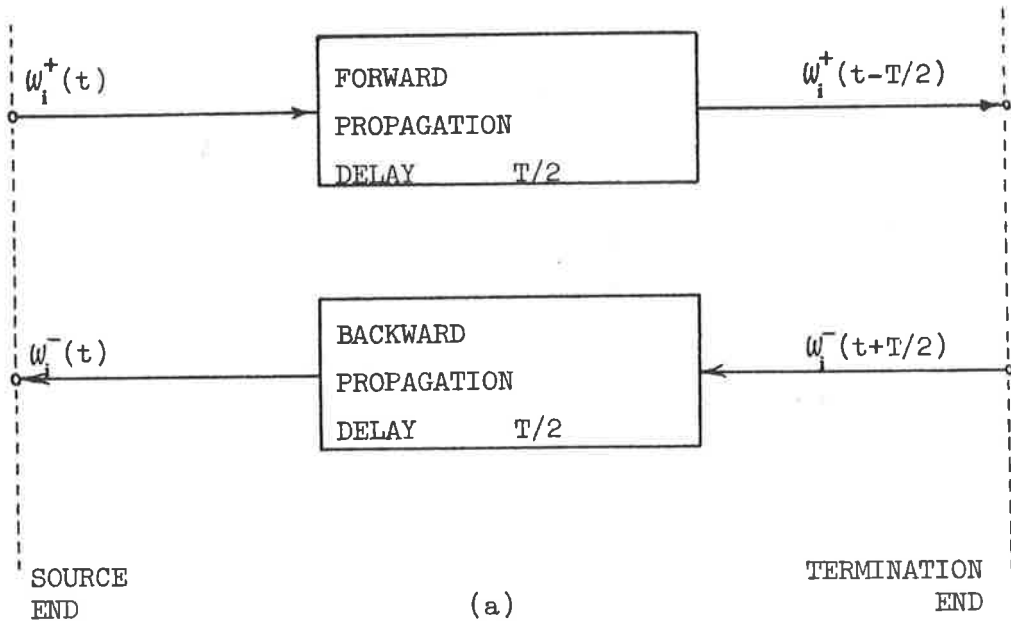 w_i^+(t)
FORWARD
PROPAGATION
DELAY T/2
w_i^+(t-T/2)
w_i^-(t)
BACKWARD
PROPAGATION
DELAY T/2
w_i^-(t+T/2)
SOURCE
END
(a)
TERMINATION
END